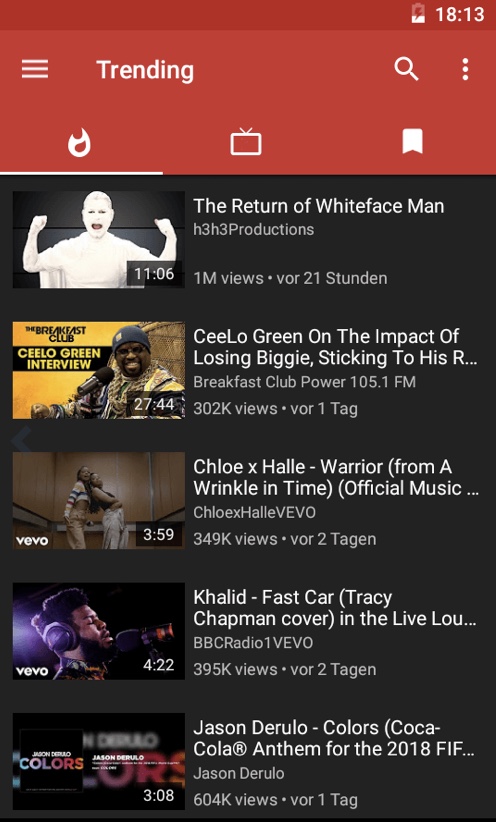 18:13
Trending
The Return of Whiteface Man
h3h3Productions
11:06
1M views • vor 21 Stunden
THE BREAKFAST
CLUB
CEELO GREEN
INTERVIEW
27:44
CeeLo Green On The Impact Of
Losing Biggie, Sticking To His R...
Breakfast Club Power 105.1 FM
302K views • vor 1 Tag
vevo
3:59
Chloe x Halle - Warrior (from A
Wrinkle in Time) (Official Music ...
ChloexHalleVEVO
349K views • vor 2 Tagen
vevo
4:22
Khalid - Fast Car (Tracy
Chapman cover) in the Live Lou...
BBCRadio1VEVO
395K views • vor 2 Tagen
JASON DERULO
COLORS
JASON DERULO
3:08
Jason Derulo - Colors (Coca-
Cola® Anthem for the 2018 FIF...
Jason Derulo
604K views • vor 1 Tag